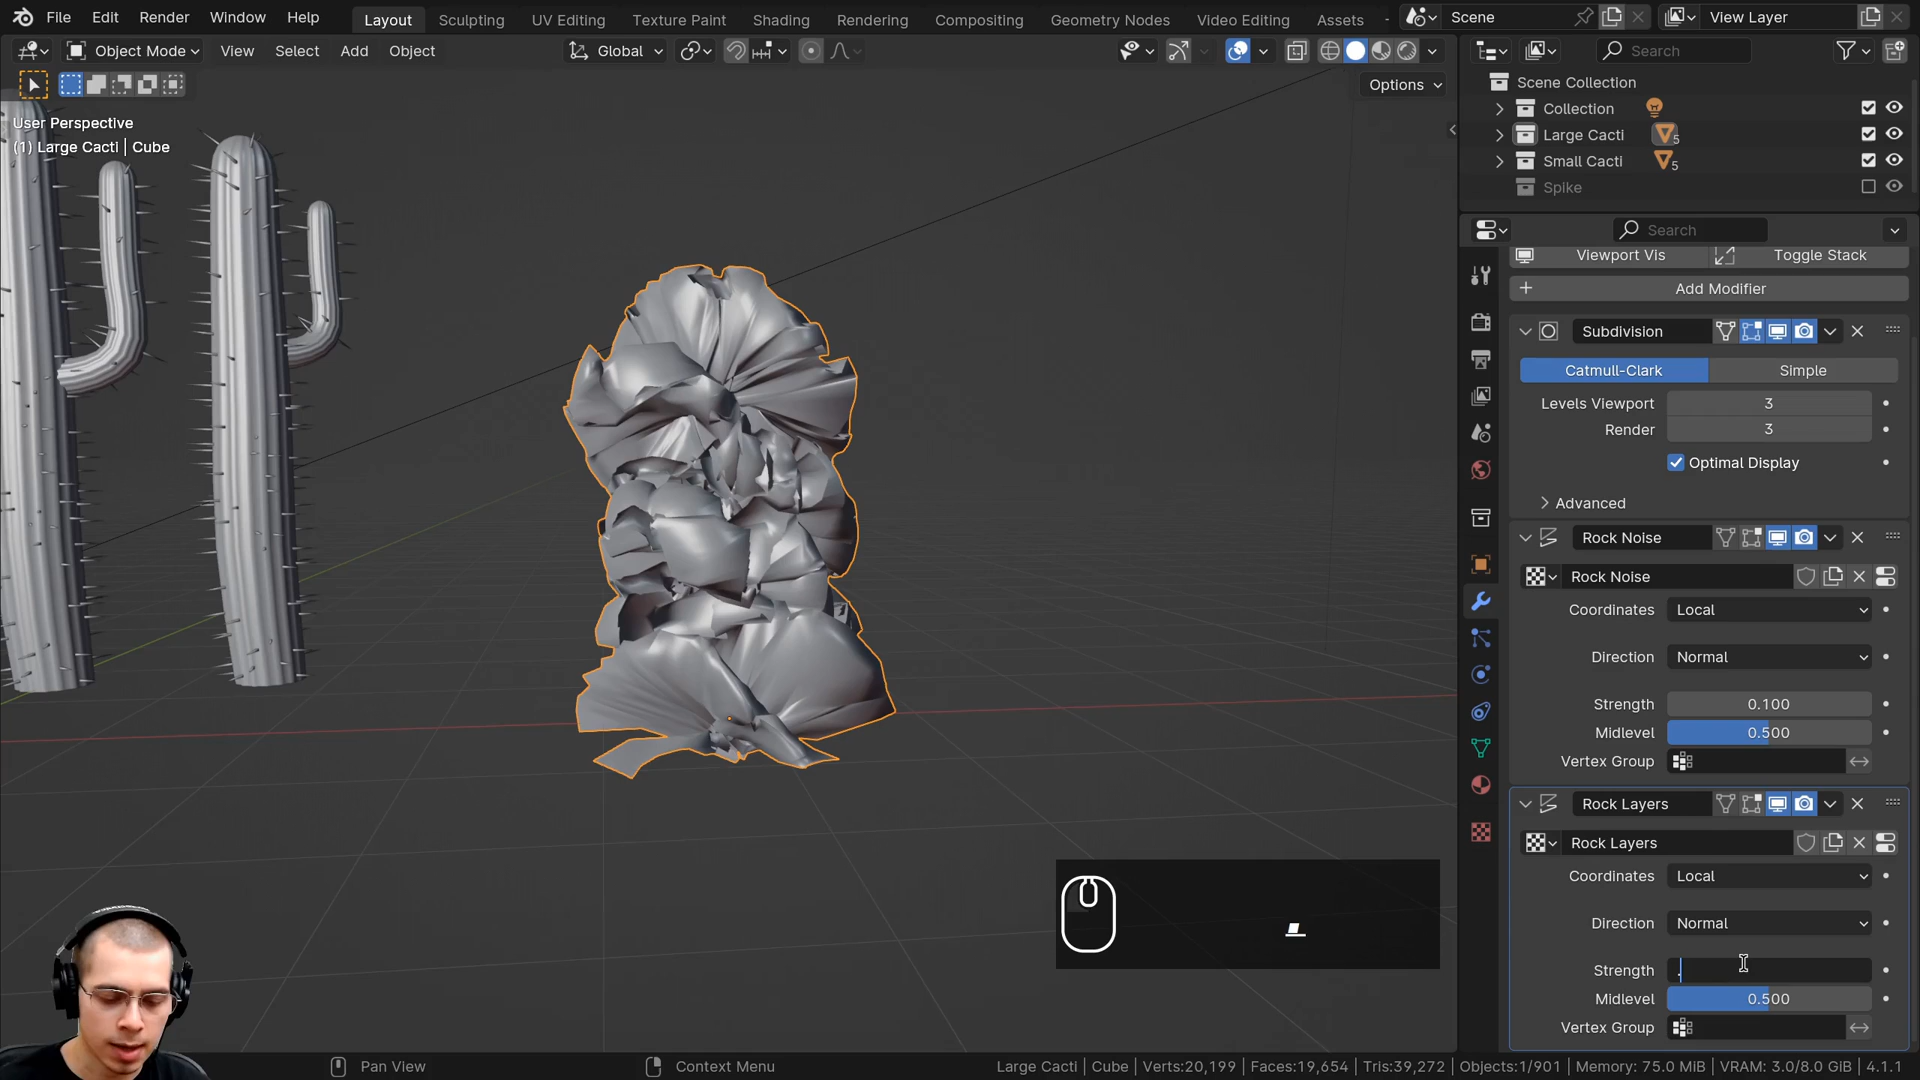 File Edit Render Window Help Layout Sculpting UV Editing Texture Paint Shading Rendering Compositing Geometry Nodes Video Editing Assets Scene View Layer
Object Mode View Select Add Object Global Search
Options
User Perspective
(1) Large Cacti | Cube
Scene Collection
Collection
Large Cacti 5
Small Cacti 5
Spike
Search
Viewport Vis Toggle Stack
Add Modifier
Subdivision
Catmull-Clark Simple
Levels Viewport 3
Render 3
Optimal Display
Advanced
Rock Noise
Rock Noise
Coordinates Local
Direction Normal
Strength 0.100
Midlevel 0.500
Vertex Group
Rock Layers
Rock Layers
Coordinates Local
Direction Normal
Strength .
Midlevel 0.500
Vertex Group
Pan View Context Menu Large Cacti | Cube | Verts:20,199 | Faces:19,654 | Tris:39,272 | Objects:1/901 | Memory: 75.0 MiB | VRAM: 3.0/8.0 GiB | 4.1.1